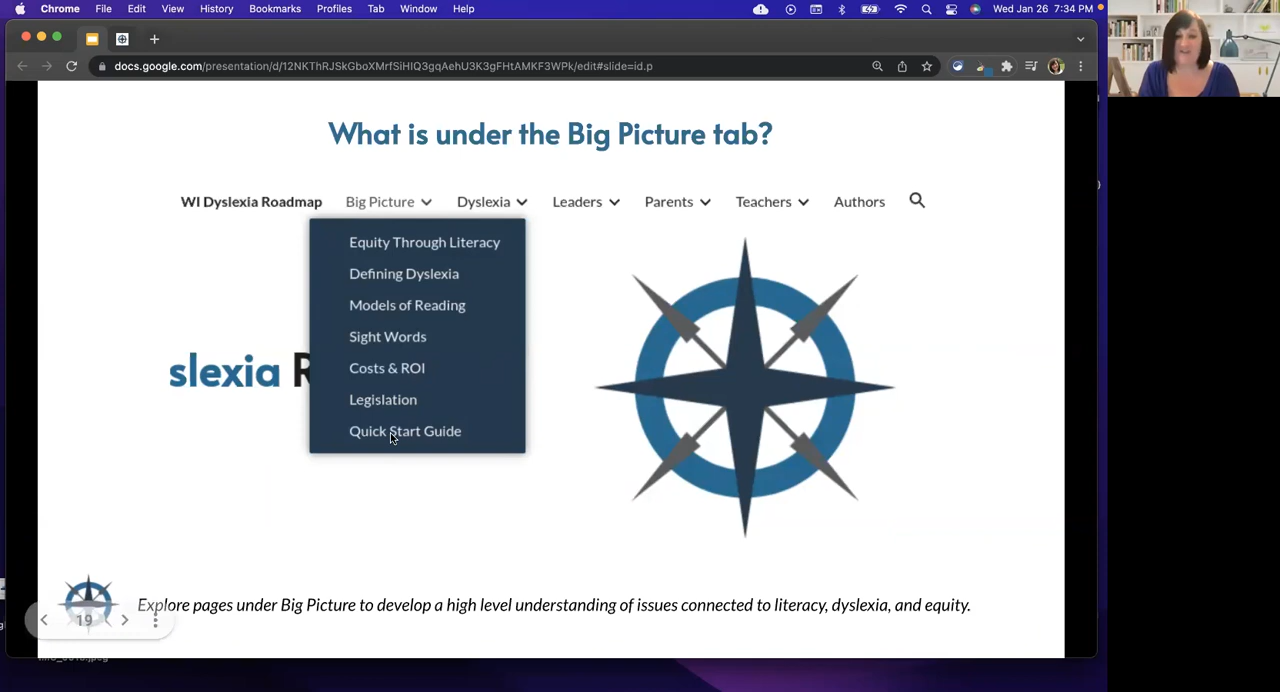 Chrome File Edit View History Bookmarks Profiles Tab Window Help Wed Jan 26 7:34 PM
docs.google.com/presentation/d/12NKThRJSkGboXMrfSiHIQ3gqAehU3K3gFHtAMKF3WPk/edit#slide=id.p
What is under the Big Picture tab?
WI Dyslexia Roadmap Big Picture Dyslexia Leaders Parents Teachers Authors
Equity Through Literacy
Defining Dyslexia
Models of Reading
Sight Words
Costs & ROI
slexia R
Legislation
Quick Start Guide
Explore pages under Big Picture to develop a high level understanding of issues connected to literacy, dyslexia, and equity.
19